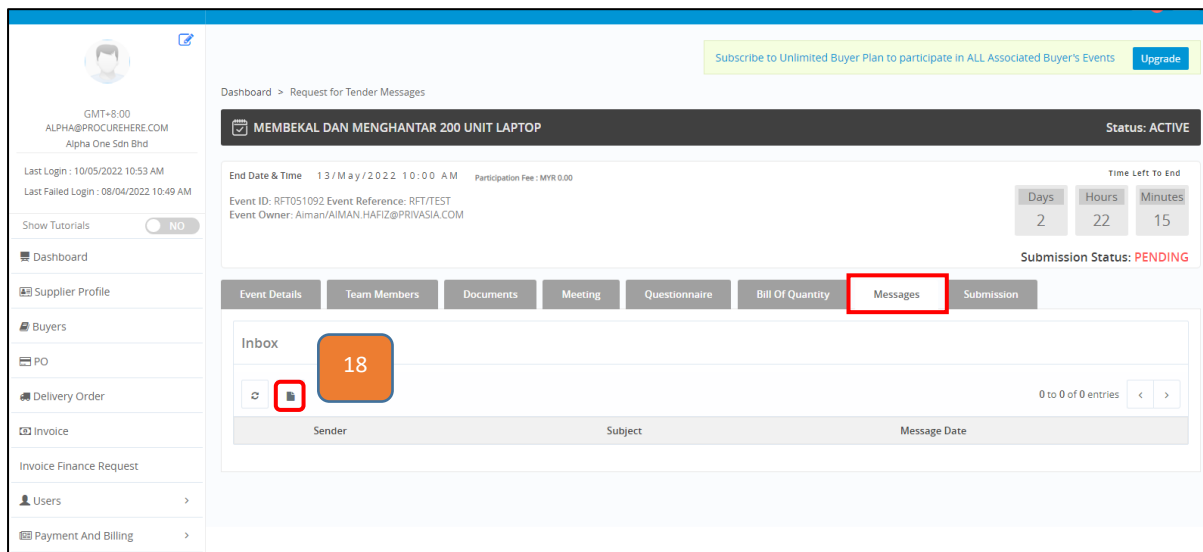 Subscribe to Unlimited Buyer Plan to participate in ALL Associated Buyer's Events
Upgrade
GMT+8:00
ALPHA@PROCUREHERE.COM
Alpha One Sdn Bhd
Last Login : 10/05/2022 10:53 AM
Last Failed Login : 08/04/2022 10:49 AM
Show Tutorials NO
Dashboard
Supplier Profile
Buyers
PO
Delivery Order
Invoice
Invoice Finance Request
Users
Payment And Billing
Dashboard > Request for Tender Messages
MEMBEKAL DAN MENGHANTAR 200 UNIT LAPTOP
Status: ACTIVE
End Date & Time 13/May/2022 10:00 AM Participation Fee : MYR 0.00
Event ID: RFT051092 Event Reference: RFT/TEST
Event Owner: Aiman/AIMAN.HAFIZ@PRIVASIA.COM
Time Left To End
Days Hours Minutes
2 22 15
Submission Status: PENDING
Event Details Team Members Documents Meeting Questionnaire Bill Of Quantity Messages Submission
Inbox
18
0 to 0 of 0 entries < >
Sender Subject Message Date